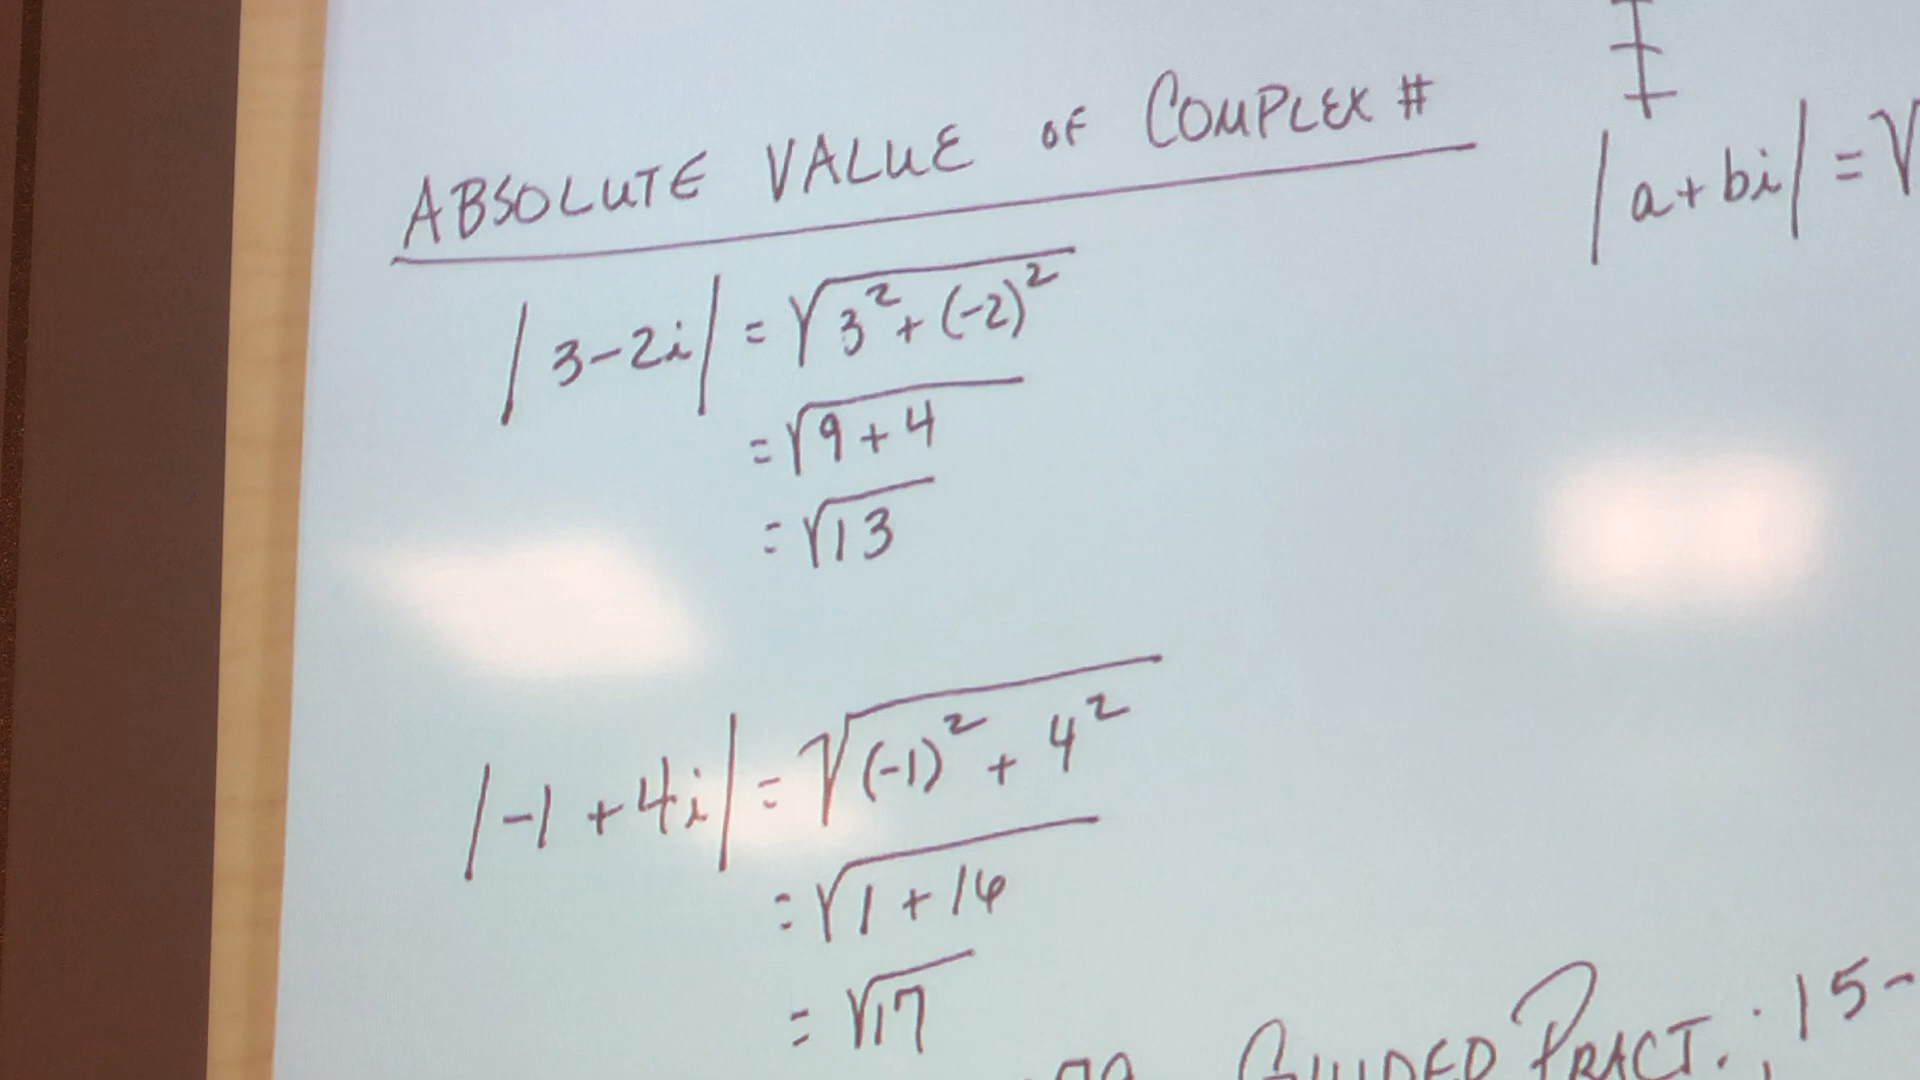 ABSOLUTE VALUE OF COMPLEX #
|a+bi| = √
|3-2i| = √3² + (-2)²
= √9+4
= √13
|-1+4i| = √(-1)² + 4²
= √1+16
= √17
GUIDED PRACT. : 15-